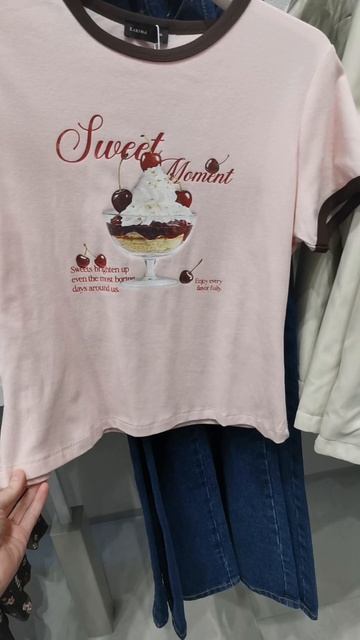 Sweet
Moment
Sweets brighten up
even the most boring
days around us.
Enjoy every
flavor fully.